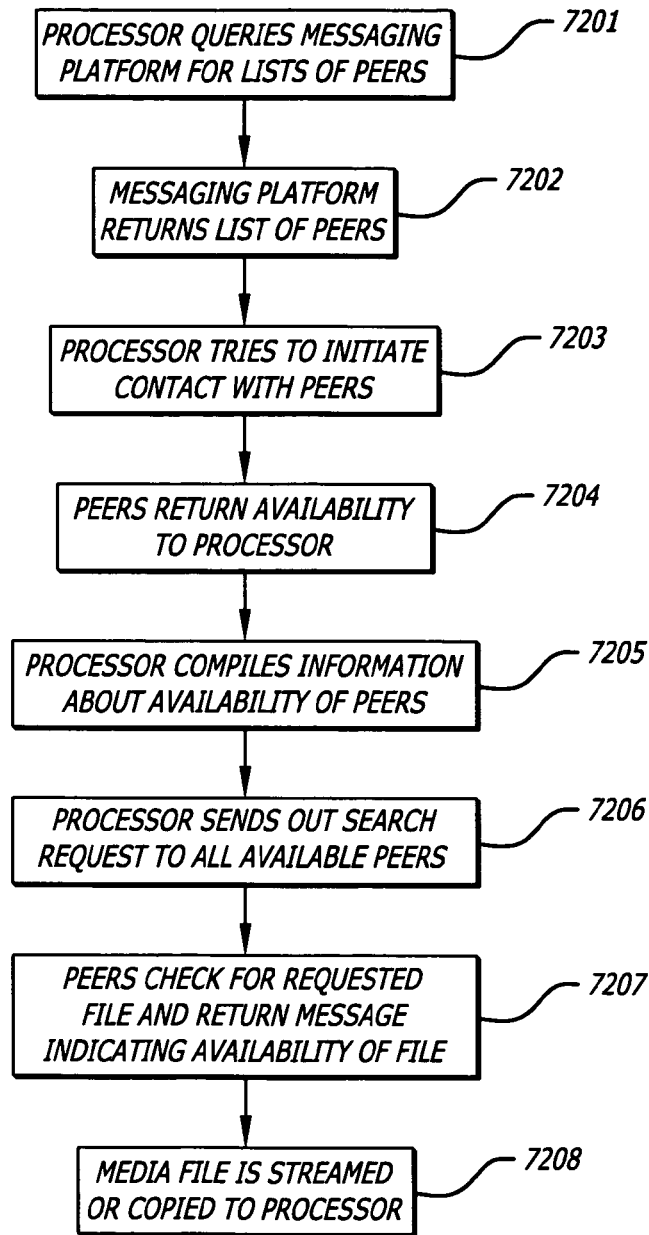 PROCESSOR QUERIES MESSAGING
PLATFORM FOR LISTS OF PEERS
7201
MESSAGING PLATFORM
RETURNS LIST OF PEERS
7202
PROCESSOR TRIES TO INITIATE
CONTACT WITH PEERS
7203
PEERS RETURN AVAILABILITY
TO PROCESSOR
7204
PROCESSOR COMPILES INFORMATION
ABOUT AVAILABILITY OF PEERS
7205
PROCESSOR SENDS OUT SEARCH
REQUEST TO ALL AVAILABLE PEERS
7206
PEERS CHECK FOR REQUESTED
FILE AND RETURN MESSAGE
INDICATING AVAILABILITY OF FILE
7207
MEDIA FILE IS STREAMED
OR COPIED TO PROCESSOR
7208